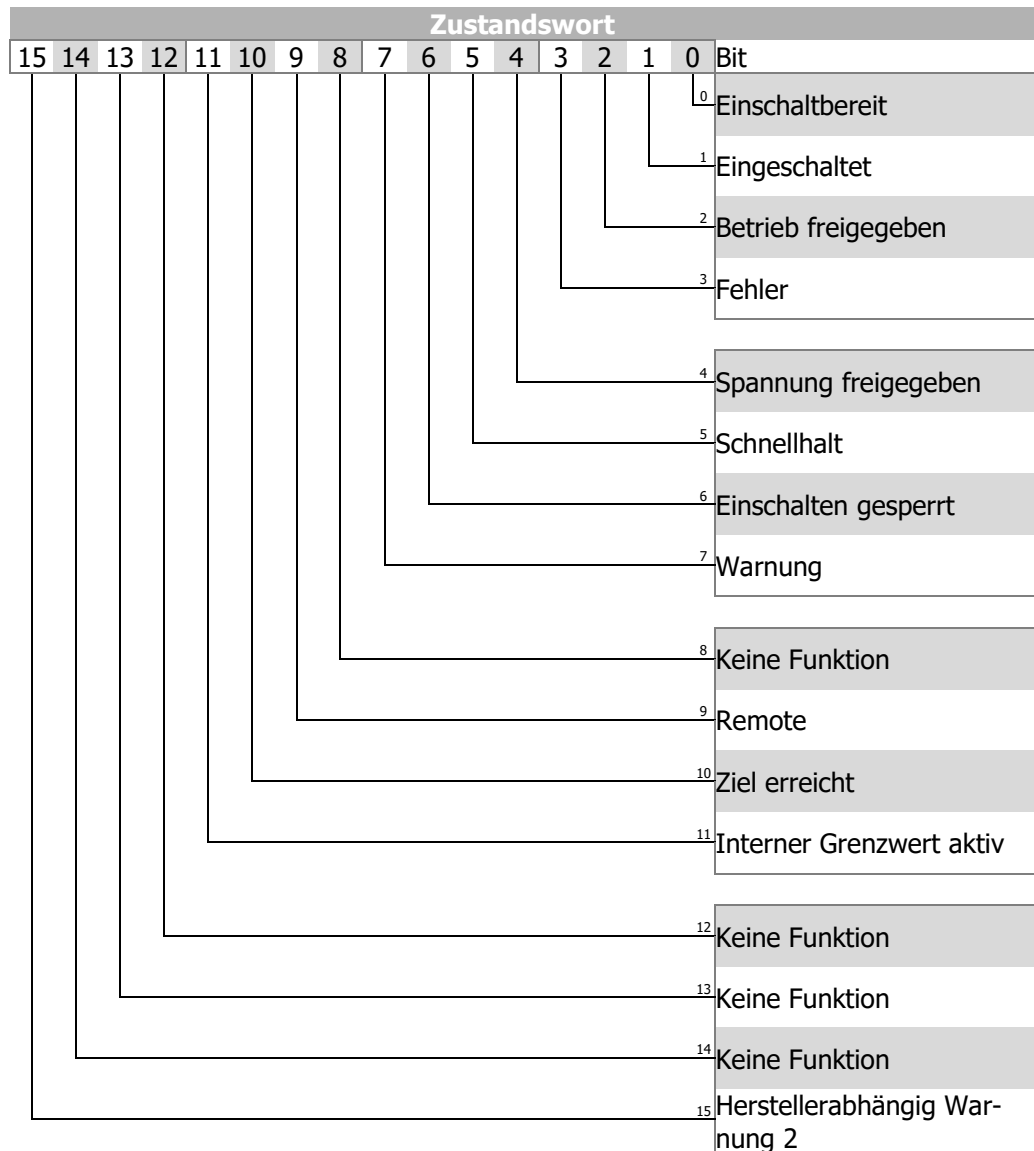 Zustandswort
15 14 13 12 11 10 9 8 7 6 5 4 3 2 1 0 Bit
0 Einschaltbereit
1 Eingeschaltet
2 Betrieb freigegeben
3 Fehler
4 Spannung freigegeben
5 Schnellhalt
6 Einschalten gesperrt
7 Warnung
8 Keine Funktion
9 Remote
10 Ziel erreicht
11 Interner Grenzwert aktiv
12 Keine Funktion
13 Keine Funktion
14 Keine Funktion
15 Herstellerabhängig War-
nung 2